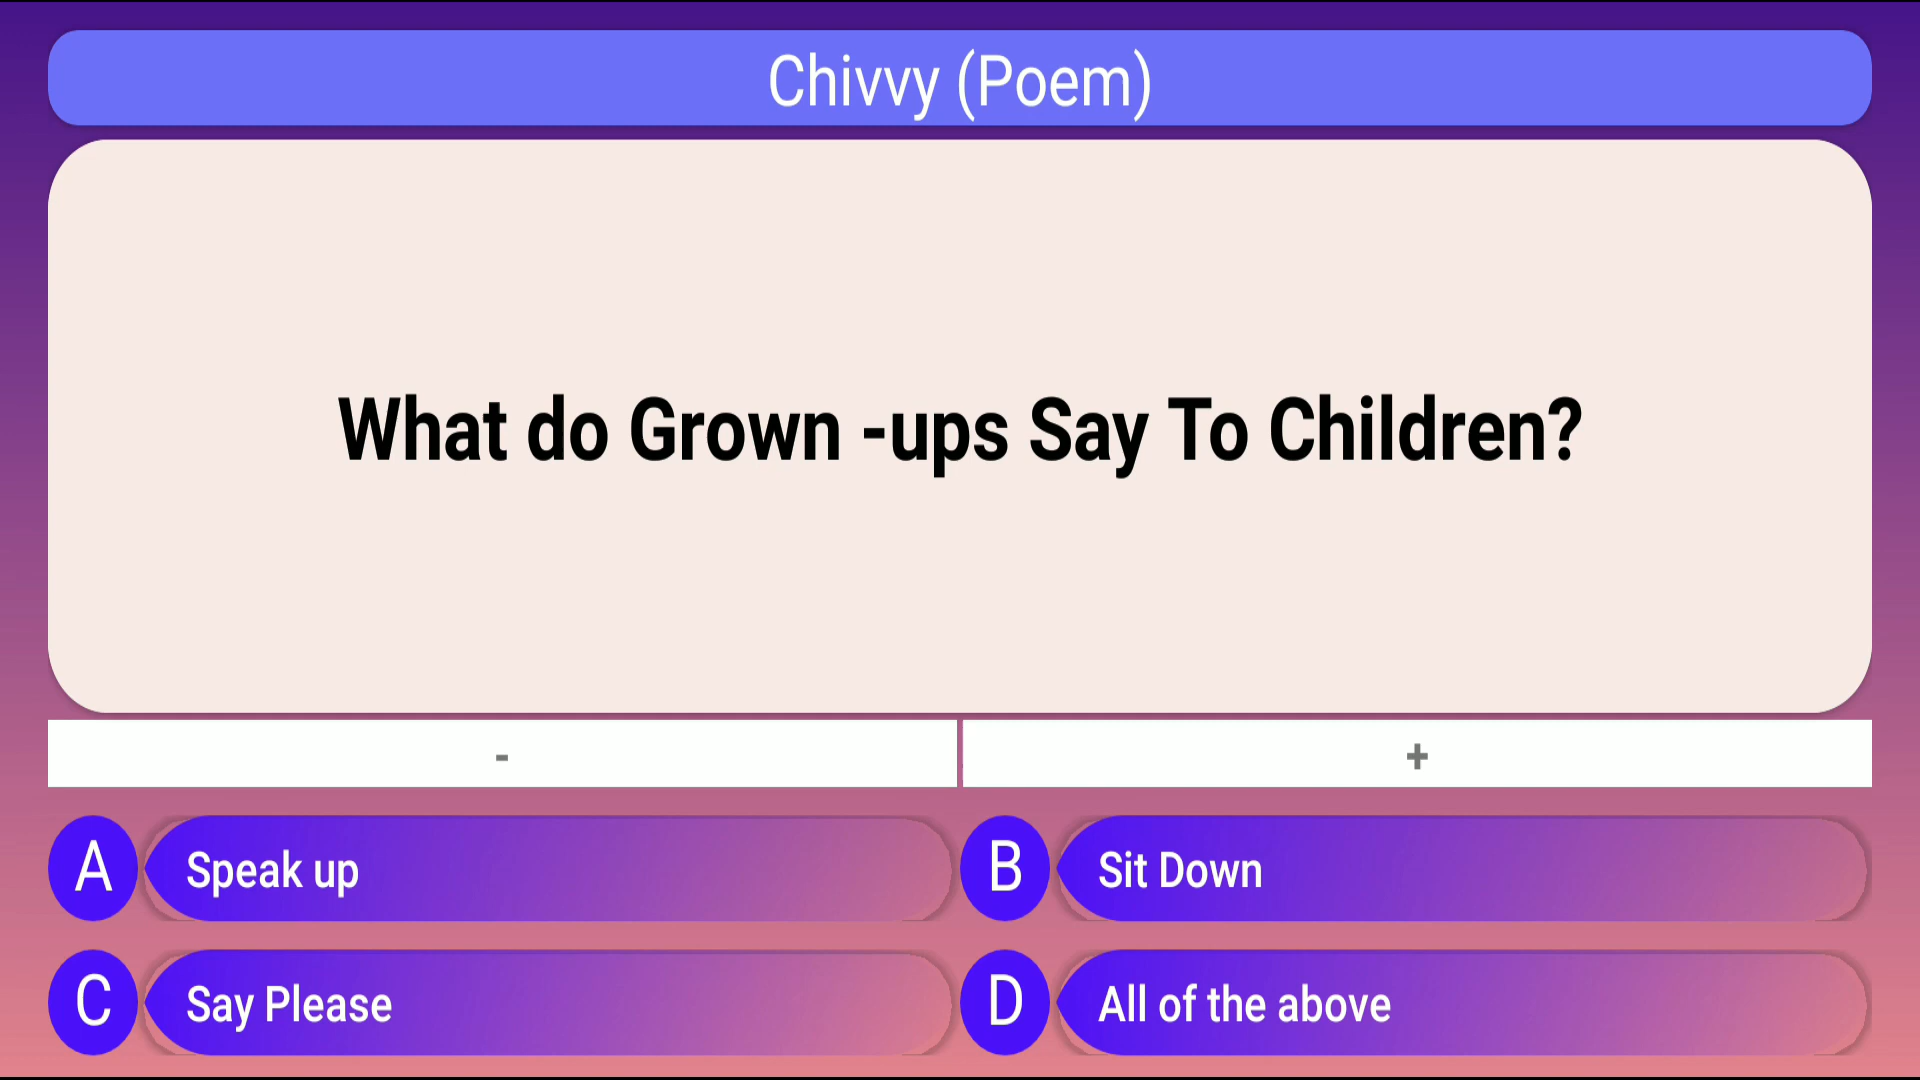 Chivvy (Poem)
What do Grown -ups Say To Children?
-
+
A
Speak up
B
Sit Down
C
Say Please
D
All of the above